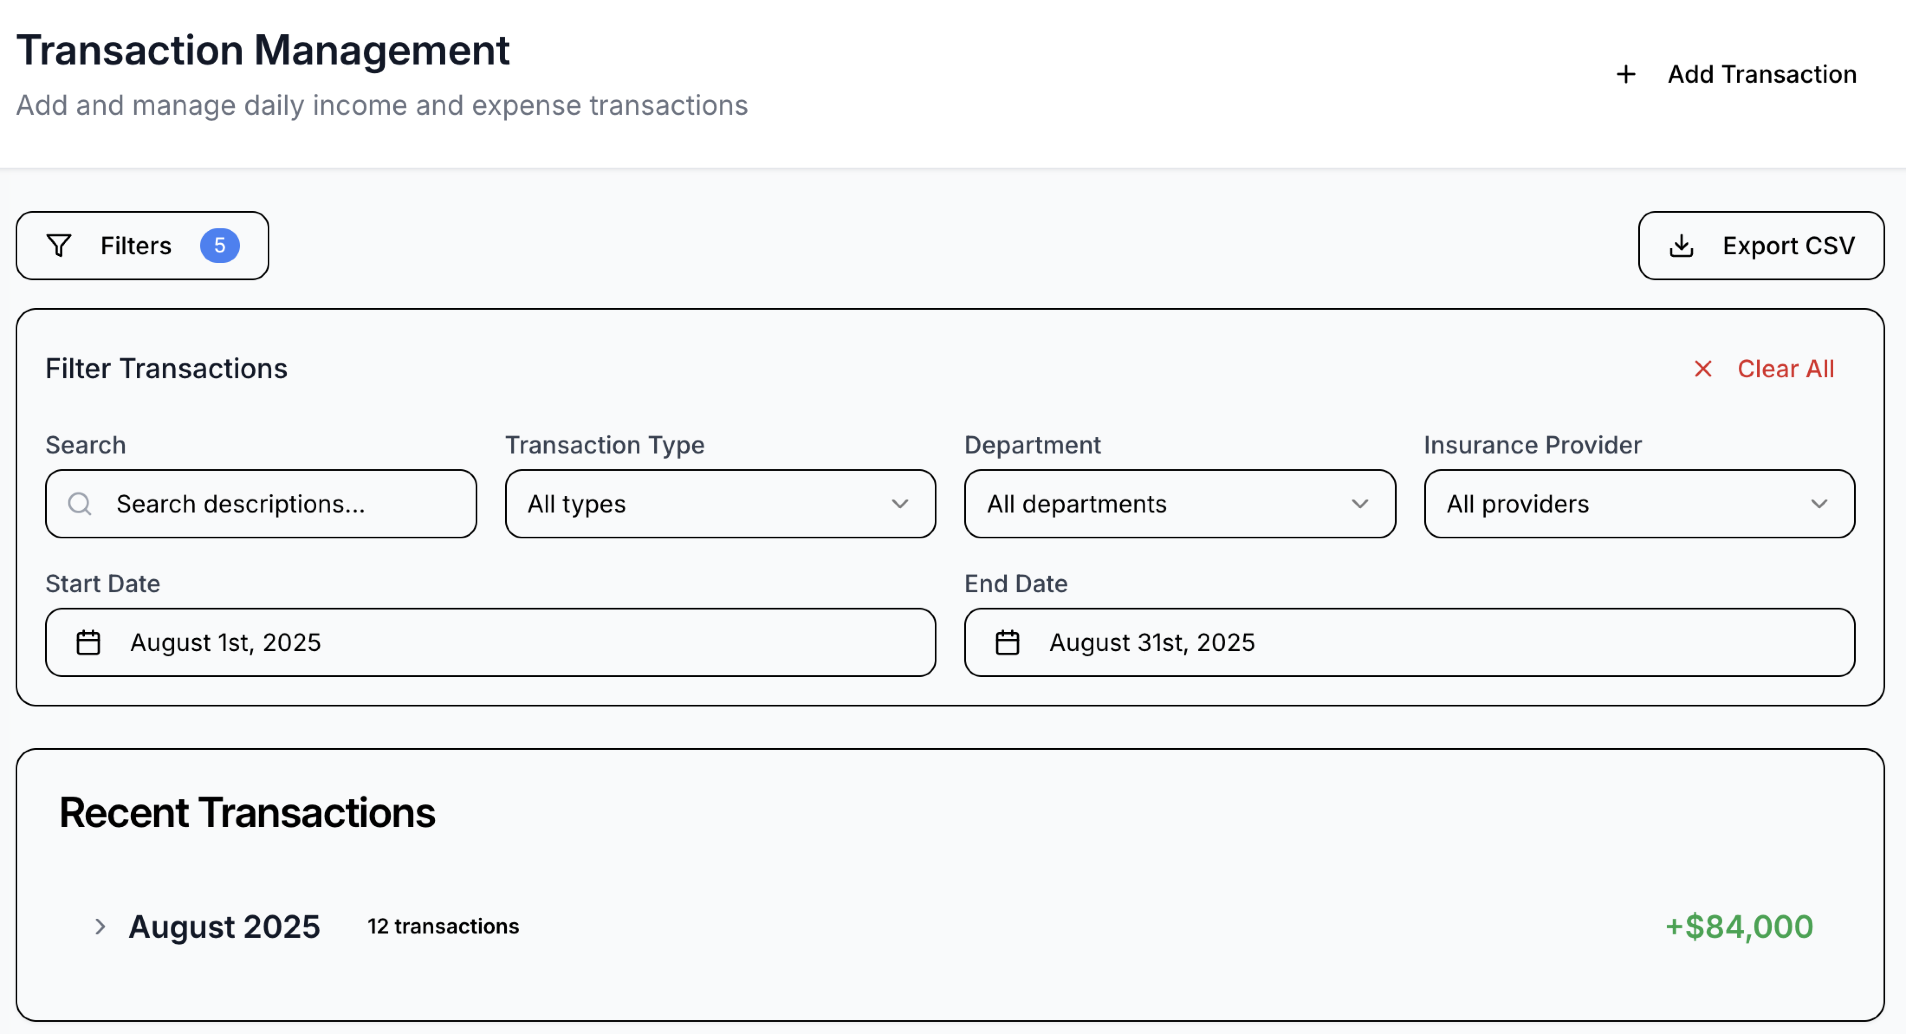 Transaction Management
Add and manage daily income and expense transactions
Add Transaction
Filters 5
Export CSV
Filter Transactions
Clear All
Search
Transaction Type
Department
Insurance Provider
Search descriptions...
All types
All departments
All providers
Start Date
End Date
August 1st, 2025
August 31st, 2025
Recent Transactions
August 2025
12 transactions
+$84,000